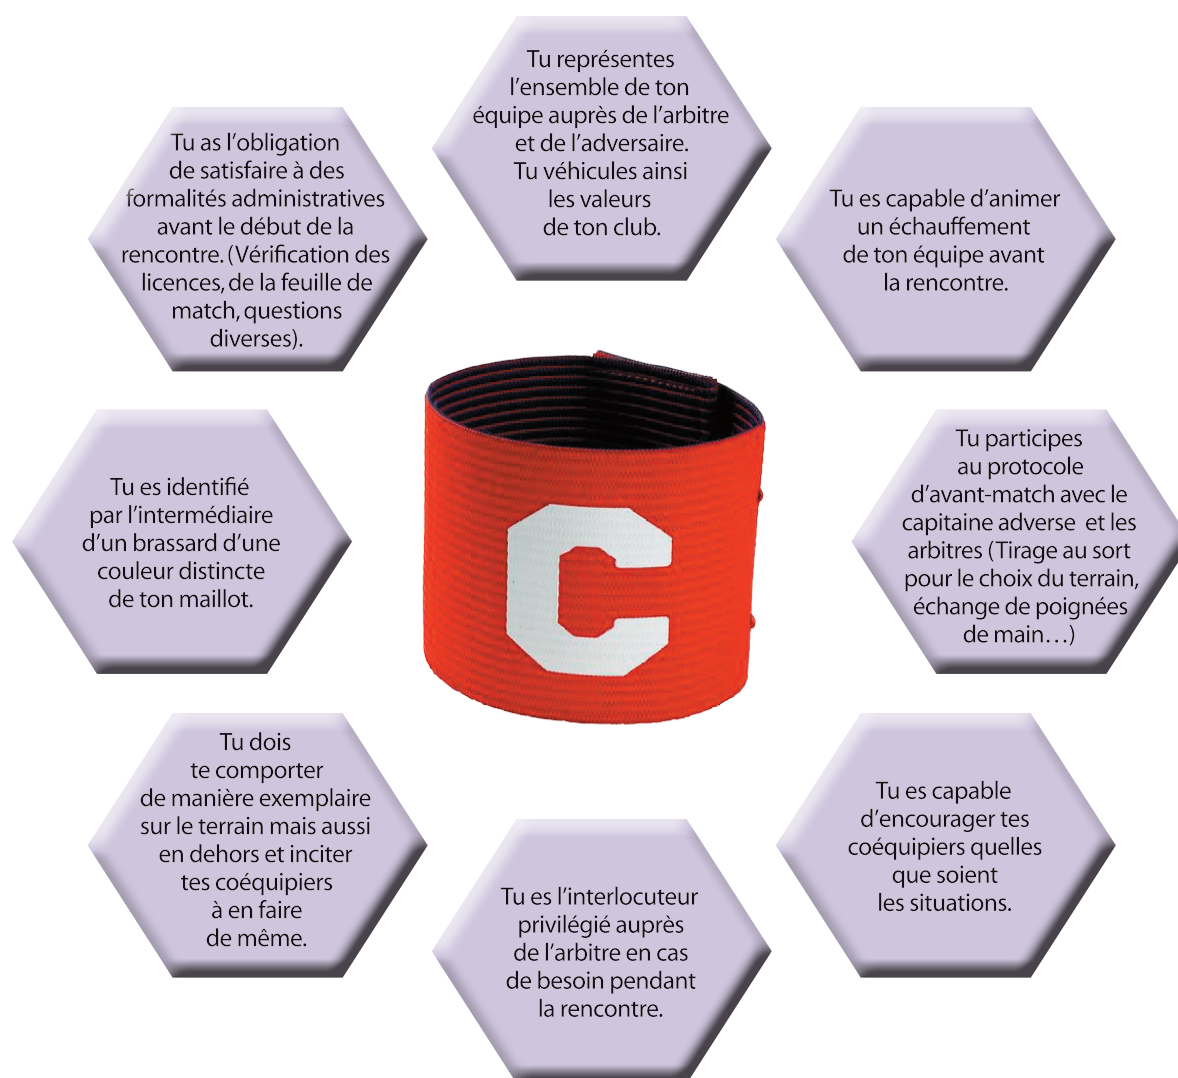 Tu représentes
l'ensemble de ton
équipe auprès de l'arbitre
et de l'adversaire.
Tu véhicules ainsi
les valeurs
de ton club.
Tu as l'obligation
de satisfaire à des
formalités administratives
avant le début de la
rencontre. (Vérification des
licences, de la feuille de
match, questions
diverses).
Tu es capable d'animer
un échauffement
de ton équipe avant
la rencontre.
Tu es identifié
par l'intermédiaire
d'un brassard d'une
couleur distincte
de ton maillot.
C
Tu participes
au protocole
d'avant-match avec le
capitaine adverse et les
arbitres (Tirage au sort
pour le choix du terrain,
échange de poignées
de main...)
Tu dois
te comporter
de manière exemplaire
sur le terrain mais aussi
en dehors et inciter
tes coéquipiers
à en faire
de même.
Tu es l'interlocuteur
privilégié auprès
de l'arbitre en cas
de besoin pendant
la rencontre.
Tu es capable
d'encourager tes
coéquipiers quelles
que soient
les situations.